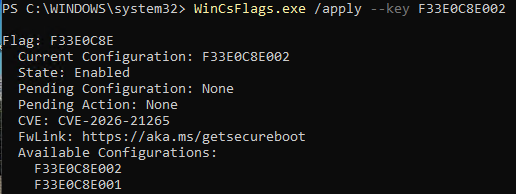 PS C:\WINDOWS\system32> WinCsFlags.exe /apply --key F33E0C8E002
Flag: F33E0C8E
Current Configuration: F33E0C8E002
State: Enabled
Pending Configuration: None
Pending Action: None
CVE: CVE-2026-21265
FwLink: https://aka.ms/getsecureboot
Available Configurations:
F33E0C8E002
F33E0C8E001